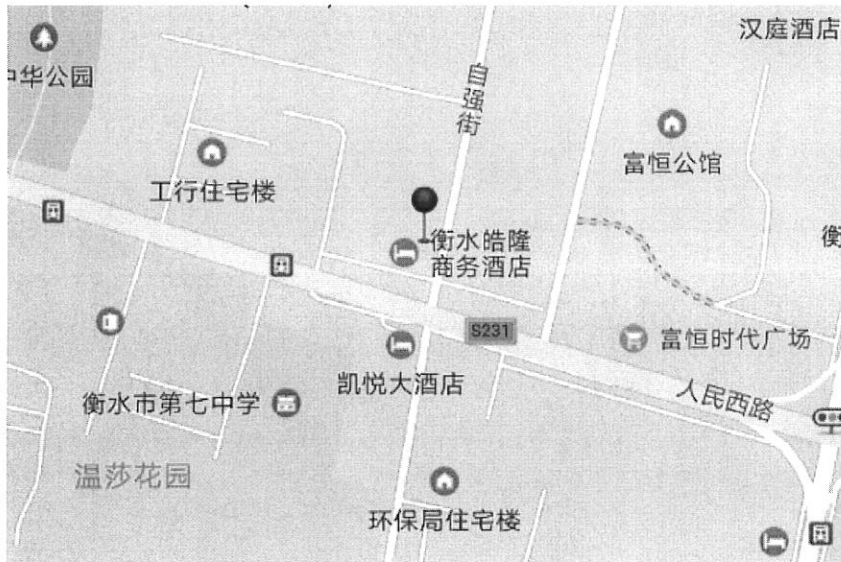 汉庭酒店
中华公园
自强街
富恒公馆
工行住宅楼
衡水皓隆
商务酒店
衡
S231
富恒时代广场
凯悦大酒店
人民西路
衡水市第七中学
温莎花园
环保局住宅楼